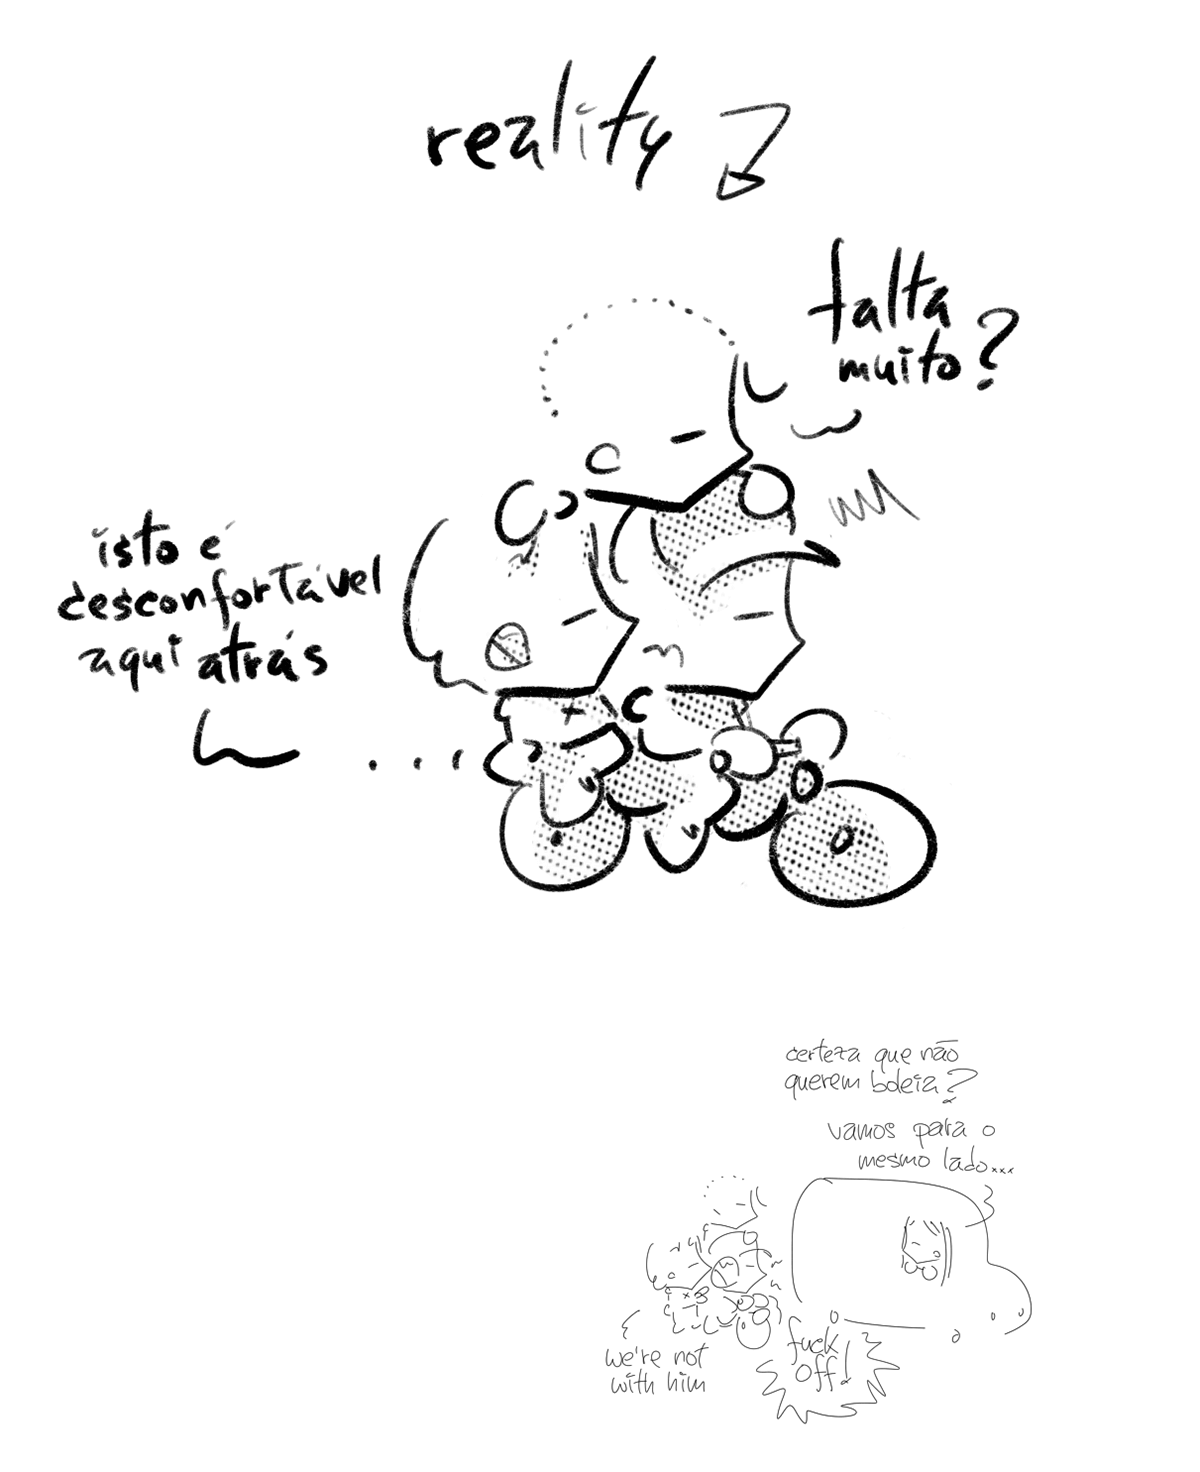 reality
falta
muito?
isto é
desconfortável
aqui atrás
...
certeza que não
querem boleia?
vamos para o
mesmo lado...
we're not
with him
fuck
off!